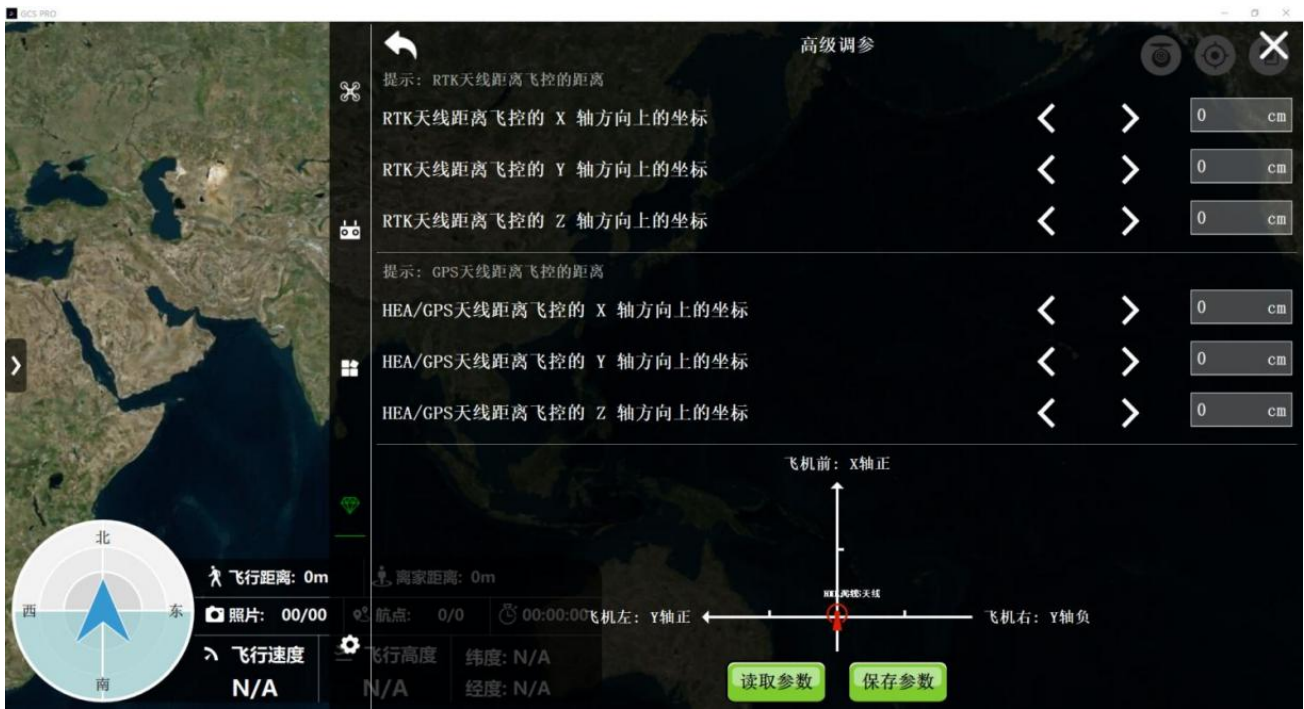 GCS PRO
高级调参
提示: RTK天线距离飞控的距离
RTK天线距离飞控的 X 轴方向上的坐标
0 cm
RTK天线距离飞控的 Y 轴方向上的坐标
0 cm
RTK天线距离飞控的 Z 轴方向上的坐标
0 cm
提示: GPS天线距离飞控的距离
HEA/GPS天线距离飞控的 X 轴方向上的坐标
0 cm
HEA/GPS天线距离飞控的 Y 轴方向上的坐标
0 cm
HEA/GPS天线距离飞控的 Z 轴方向上的坐标
0 cm
飞机前: X轴正
飞机左: Y轴正
飞机右: Y轴负
读取参数
保存参数
北
西
东
南
飞行距离: 0m
离家距离: 0m
照片: 00/00
航点: 0/0
00:00:00
飞行速度
N/A
飞行高度
N/A
纬度: N/A
经度: N/A